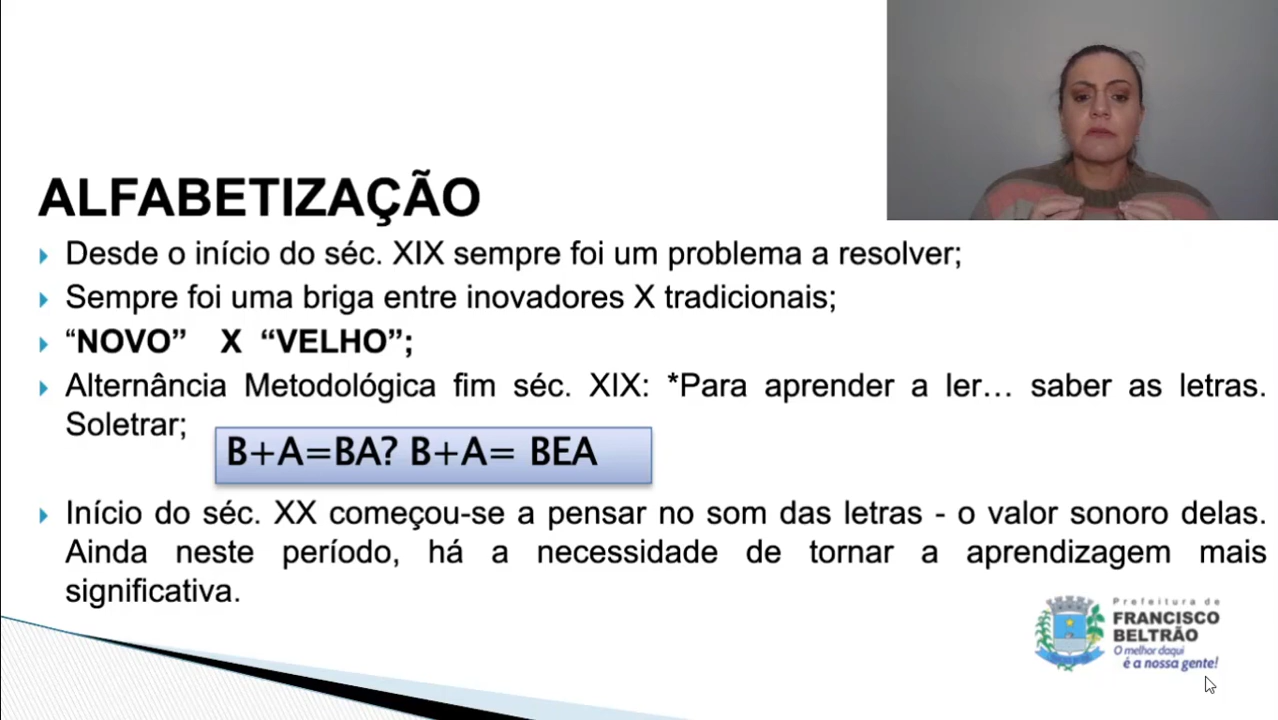 ALFABETIZAÇÃO
Desde o início do séc. XIX sempre foi um problema a resolver;
Sempre foi uma briga entre inovadores X tradicionais;
“NOVO” X “VELHO”;
Alternância Metodológica fim séc. XIX: *Para aprender a ler… saber as letras.
Soletrar;
B+A=BA? B+A= BEA
Início do séc. XX começou-se a pensar no som das letras - o valor sonoro delas.
Ainda neste período, há a necessidade de tornar a aprendizagem mais
significativa.
Prefeitura de
FRANCISCO
BELTRÃO
O melhor daqui
é a nossa gente!